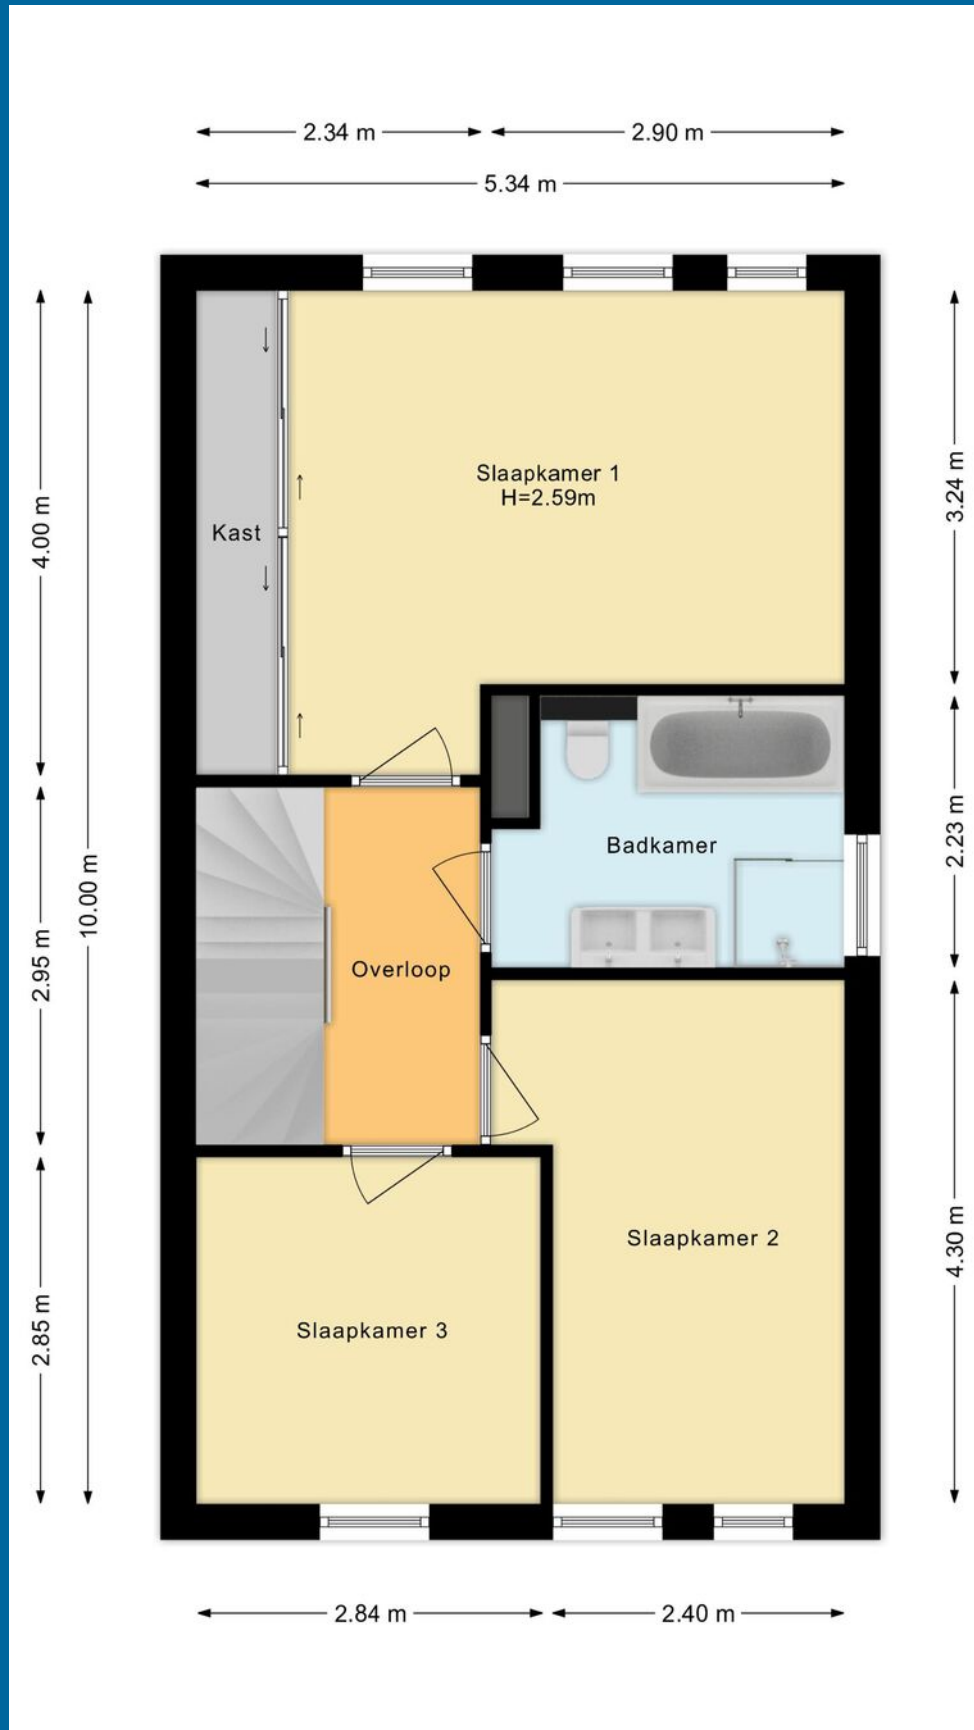 2.34 m
2.90 m
5.34 m
4.00 m
10.00 m
2.95 m
2.85 m
Slaapkamer 1
H=2.59m
Kast
3.24 m
Badkamer
2.23 m
Overloop
Slaapkamer 2
4.30 m
Slaapkamer 3
2.84 m
2.40 m